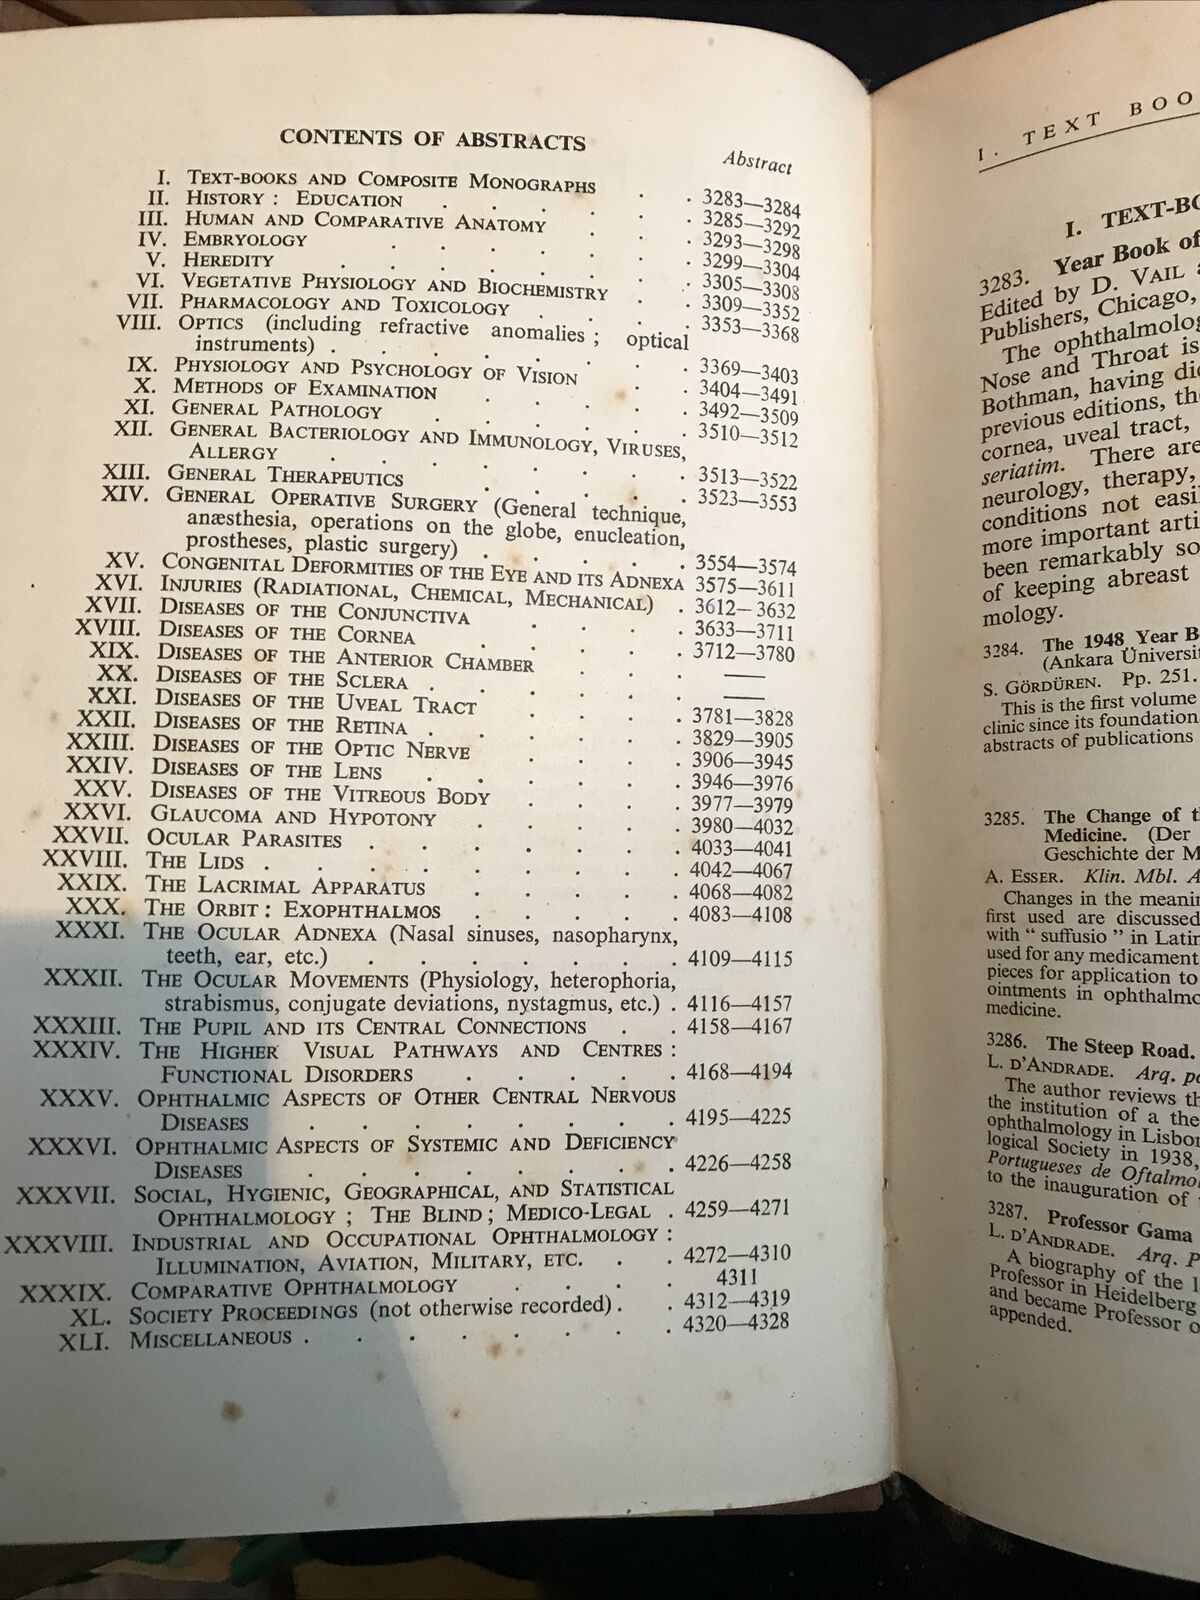 CONTENTS OF ABSTRACTS
Abstract
I. TEXT-BOOKS AND COMPOSITE MONOGRAPHS . . 3283—3284
II. HISTORY : EDUCATION . . . . . 3285—3292
III. HUMAN AND COMPARATIVE ANATOMY . . . 3293—3298
IV. EMBRYOLOGY . . . . . . . 3299—3304
V. HEREDITY . . . . . . . 3305—3308
VI. VEGETATIVE PHYSIOLOGY AND BIOCHEMISTRY . . 3309—3352
VII. PHARMACOLOGY AND TOXICOLOGY . . . . 3353—3368
VIII. OPTICS (including refractive anomalies ; optical
instruments) . . . . . . . 3369—3403
IX. PHYSIOLOGY AND PSYCHOLOGY OF VISION . . 3404—3491
X. METHODS OF EXAMINATION . . . . 3492—3509
XI. GENERAL PATHOLOGY . . . . . 3510—3512
XII. GENERAL BACTERIOLOGY AND IMMUNOLOGY, VIRUSES,
ALLERGY . . . . . . . 3513—3522
XIII. GENERAL THERAPEUTICS . . . . . 3523—3553
XIV. GENERAL OPERATIVE SURGERY (General technique,
anæsthesia, operations on the globe, enucleation,
prostheses, plastic surgery) . . . . . 3554—3574
XV. CONGENITAL DEFORMITIES OF THE EYE AND ITS ADNEXA 3575—3611
XVI. INJURIES (RADIATIONAL, CHEMICAL, MECHANICAL) . 3612—3632
XVII. DISEASES OF THE CONJUNCTIVA . . . . 3633—3711
XVIII. DISEASES OF THE CORNEA . . . . . 3712—3780
XIX. DISEASES OF THE ANTERIOR CHAMBER . . . ——
XX. DISEASES OF THE SCLERA . . . . . ——
XXI. DISEASES OF THE UVEAL TRACT . . . . 3781—3828
XXII. DISEASES OF THE RETINA . . . . . 3829—3905
XXIII. DISEASES OF THE OPTIC NERVE . . . . 3906—3945
XXIV. DISEASES OF THE LENS . . . . . 3946—3976
XXV. DISEASES OF THE VITREOUS BODY . . . . 3977—3979
XXVI. GLAUCOMA AND HYPOTONY . . . . . 3980—4032
XXVII. OCULAR PARASITES . . . . . . 4033—4041
XXVIII. THE LIDS . . . . . . . . 4042—4067
XXIX. THE LACRIMAL APPARATUS . . . . . 4068—4082
XXX. THE ORBIT : EXOPHTHALMOS . . . . . 4083—4108
XXXI. THE OCULAR ADNEXA (Nasal sinuses, nasopharynx,
teeth, ear, etc.) . . . . . . . 4109—4115
XXXII. THE OCULAR MOVEMENTS (Physiology, heterophoria,
strabismus, conjugate deviations, nystagmus, etc.) . 4116—4157
XXXIII. THE PUPIL AND ITS CENTRAL CONNECTIONS . . 4158—4167
XXXIV. THE HIGHER VISUAL PATHWAYS AND CENTRES :
FUNCTIONAL DISORDERS . . . . . 4168—4194
XXXV. OPHTHALMIC ASPECTS OF OTHER CENTRAL NERVOUS
DISEASES . . . . . . . . 4195—4225
XXXVI. OPHTHALMIC ASPECTS OF SYSTEMIC AND DEFICIENCY
DISEASES . . . . . . . . 4226—4258
XXXVII. SOCIAL, HYGIENIC, GEOGRAPHICAL, AND STATISTICAL
OPHTHALMOLOGY ; THE BLIND ; MEDICO-LEGAL . 4259—4271
XXXVIII. INDUSTRIAL AND OCCUPATIONAL OPHTHALMOLOGY :
ILLUMINATION, AVIATION, MILITARY, ETC. . . 4272—4310
XXXIX. COMPARATIVE OPHTHALMOLOGY . . . . 4311
XL. SOCIETY PROCEEDINGS (not otherwise recorded) . . 4312—4319
XLI. MISCELLANEOUS . . . . . . . 4320—4328
I. TEXT BOO
I. TEXT-BO
3283. Year Book of
Edited by D. VAIL
Publishers, Chicago,
The ophthalmolog
Nose and Throat is
Bothman, having die
previous editions, the
cornea, uveal tract,
seriatim. There are
neurology, therapy,
conditions not easi
more important arti
been remarkably so
of keeping abreast
mology.
3284. The 1948 Year B
(Ankara Üniversit
S. GÖRDÜREN. Pp. 251.
This is the first volume
clinic since its foundation
abstracts of publications
3285. The Change of t
Medicine. (Der
Geschichte der M
A. ESSER. Klin. Mbl. A
Changes in the meanin
first used are discussed
with “ suffusio ” in Latin
used for any medicament
pieces for application to
ointments in ophthalmo
medicine.
3286. The Steep Road.
L. D'ANDRADE. Arq. po
The author reviews th
the institution of a the
ophthalmology in Lisbon
logical Society in 1938,
Portugueses de Oftalmol
to the inauguration of
3287. Professor Gama
L. D'ANDRADE. Arq. P
A biography of the l
Professor in Heidelberg
and became Professor o
appended.